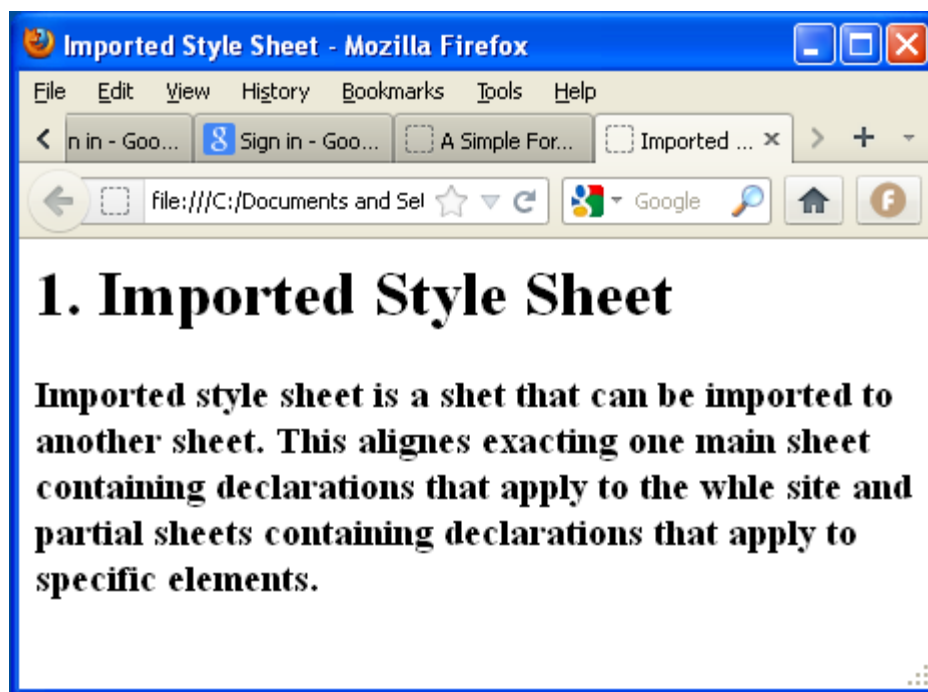 Imported Style Sheet - Mozilla Firefox
File Edit View History Bookmarks Tools Help
n in - Goo... 8 Sign in - Goo... A Simple For... Imported ... ×
file:///C:/Documents and Set Google
1. Imported Style Sheet
Imported style sheet is a shet that can be imported to
another sheet. This alignes exacting one main sheet
containing declarations that apply to the whle site and
partial sheets containing declarations that apply to
specific elements.